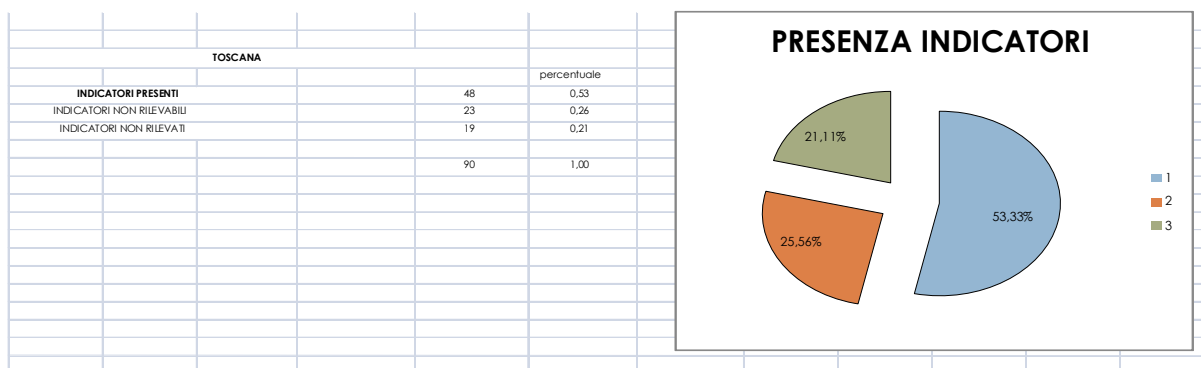 TOSCANA
percentuale
INDICATORI PRESENTI 48 0,53
INDICATORI NON RILEVABILI 23 0,26
INDICATORI NON RILEVATI 19 0,21
90 1,00
PRESENZA INDICATORI
21,11%
53,33%
25,56%
1
2
3